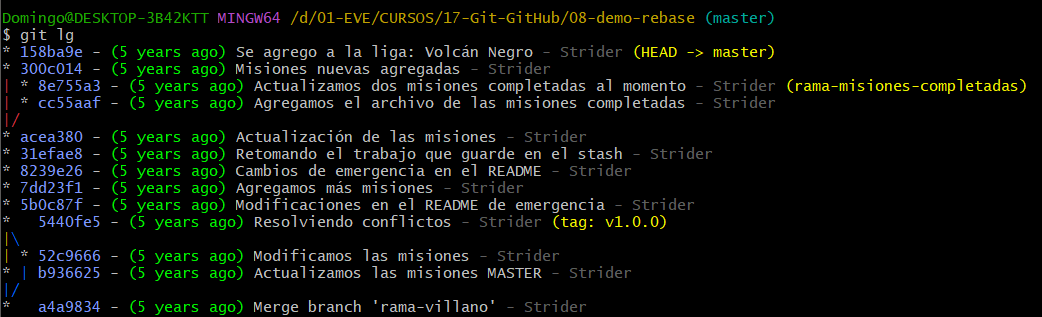 Domingo@DESKTOP-3B42KTT MINGW64 /d/01-EVE/CURSOS/17-Git-GitHub/08-demo-rebase (master)
$ git lg
* 158ba9e - (5 years ago) Se agrego a la liga: Volcán Negro - Strider (HEAD -> master)
* 300c014 - (5 years ago) Misiones nuevas agregadas - Strider
| * 8e755a3 - (5 years ago) Actualizamos dos misiones completadas al momento - Strider (rama-misiones-completadas)
| * cc55aaf - (5 years ago) Agregamos el archivo de las misiones completadas - Strider
|/
* acea380 - (5 years ago) Actualización de las misiones - Strider
* 31efae8 - (5 years ago) Retomando el trabajo que guarde en el stash - Strider
* 8239e26 - (5 years ago) Cambios de emergencia en el README - Strider
* 7dd23f1 - (5 years ago) Agregamos más misiones - Strider
* 5b0c87f - (5 years ago) Modificaciones en el README de emergencia - Strider
*   5440fe5 - (5 years ago) Resolviendo conflictos - Strider (tag: v1.0.0)
|\
| * 52c9666 - (5 years ago) Modificamos las misiones - Strider
* | b936625 - (5 years ago) Actualizamos las misiones MASTER - Strider
|/
*   a4a9834 - (5 years ago) Merge branch 'rama-villano' - Strider